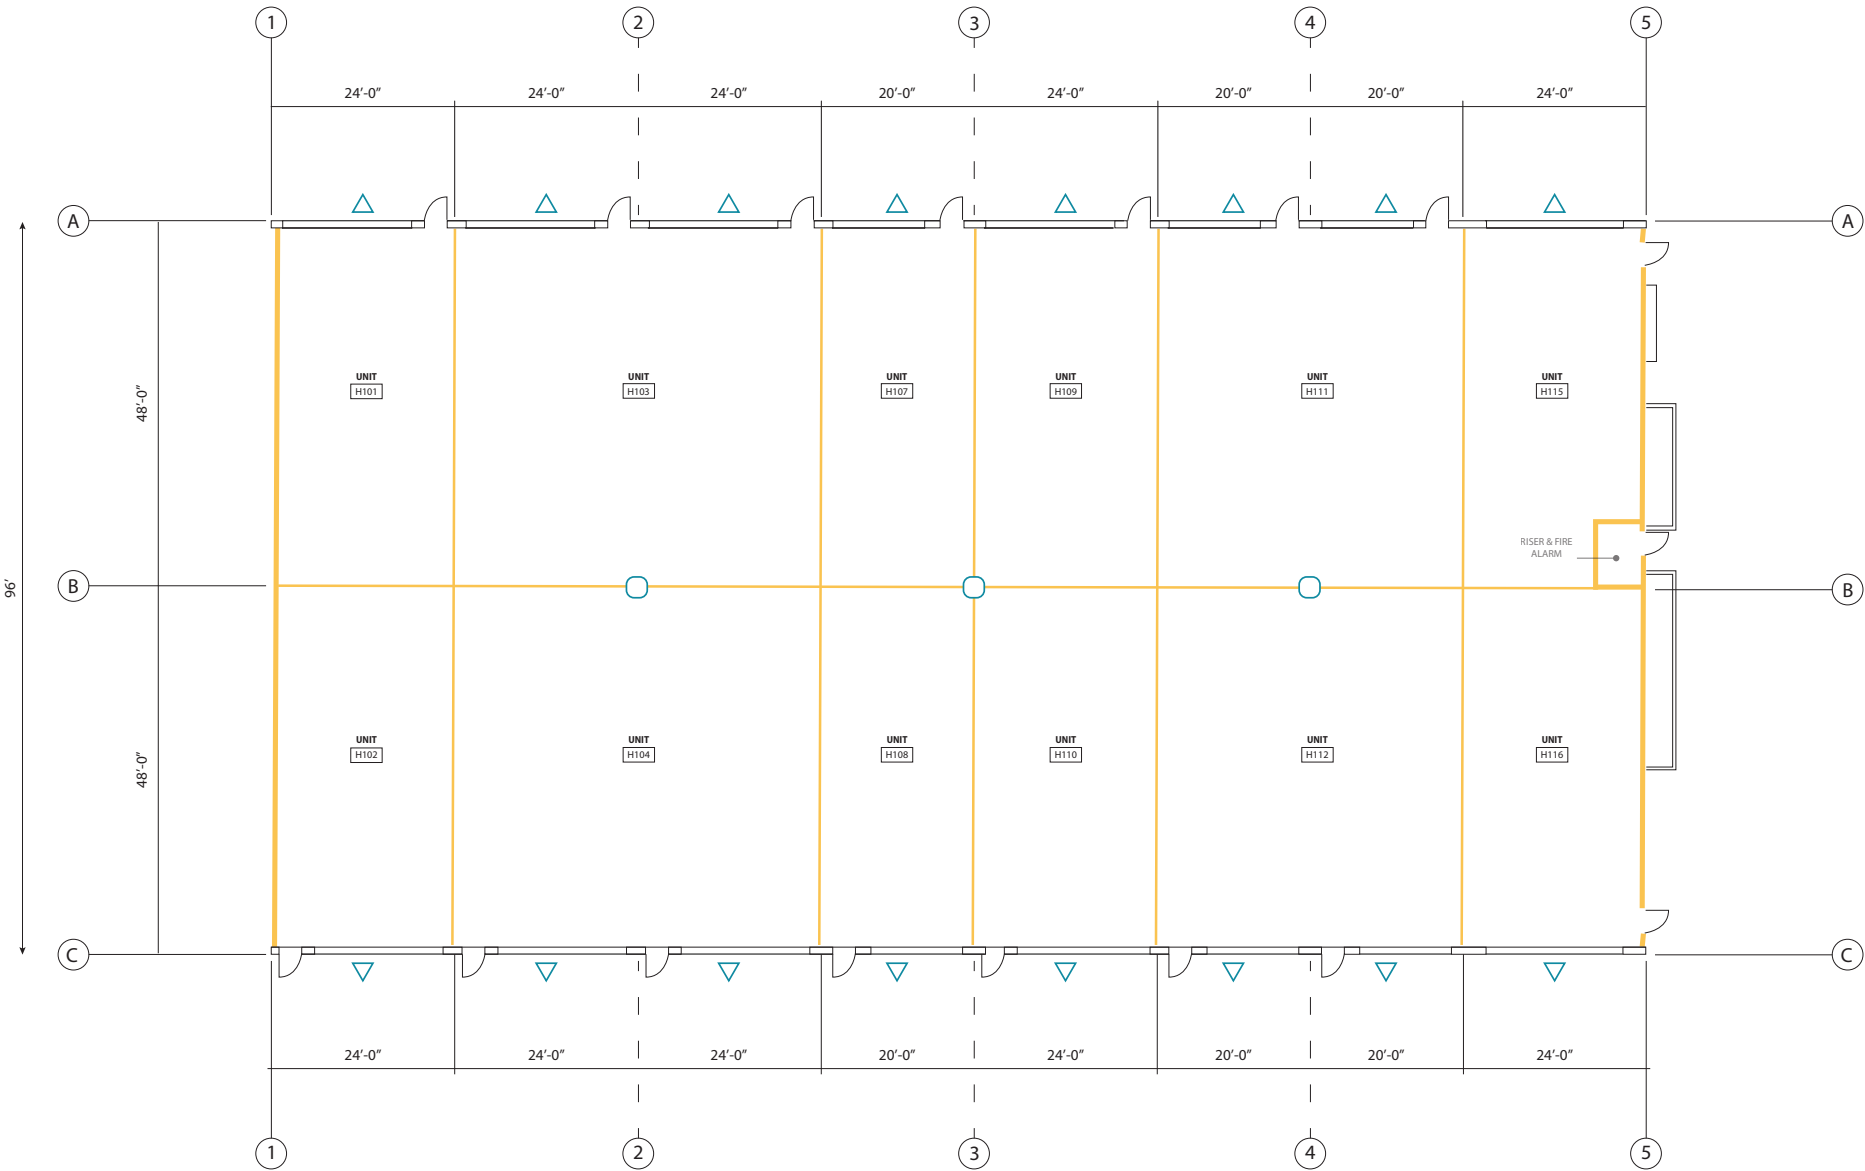 1 2 3 4 5
24'-0" 24'-0" 24'-0" 20'-0" 24'-0" 20'-0" 20'-0" 24'-0"
A A
UNIT UNIT UNIT UNIT UNIT UNIT
H101 H103 H107 H109 H111 H115
48'-0"
RISER & FIRE
ALARM
96'
B B
UNIT UNIT UNIT UNIT UNIT UNIT
H102 H104 H108 H110 H112 H116
48'-0"
C C
24'-0" 24'-0" 24'-0" 20'-0" 24'-0" 20'-0" 20'-0" 24'-0"
1 2 3 4 5